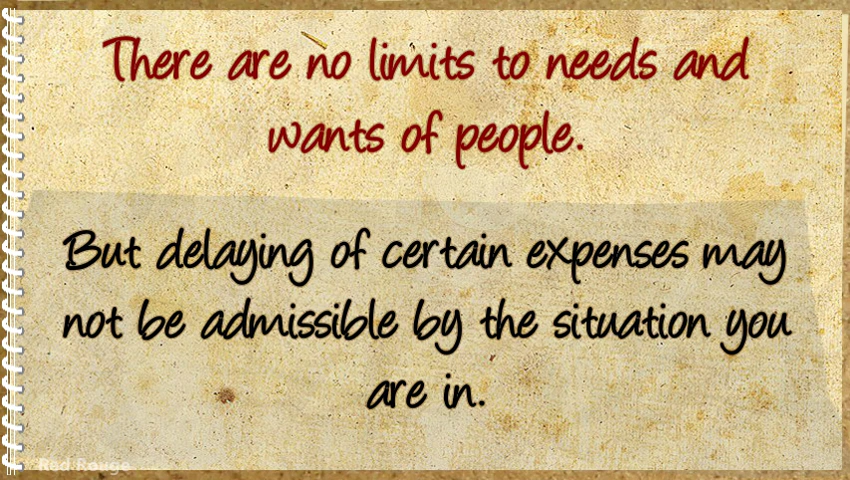 There are no limits to needs and
wants of people.
But delaying of certain expenses may
not be admissible by the situation you
are in.
Red Rouge